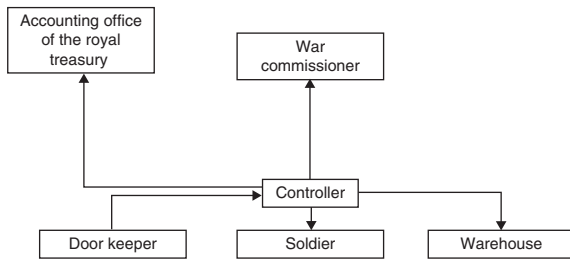 Accounting office
of the royal
treasury
War
commissioner
Controller
Door keeper
Soldier
Warehouse